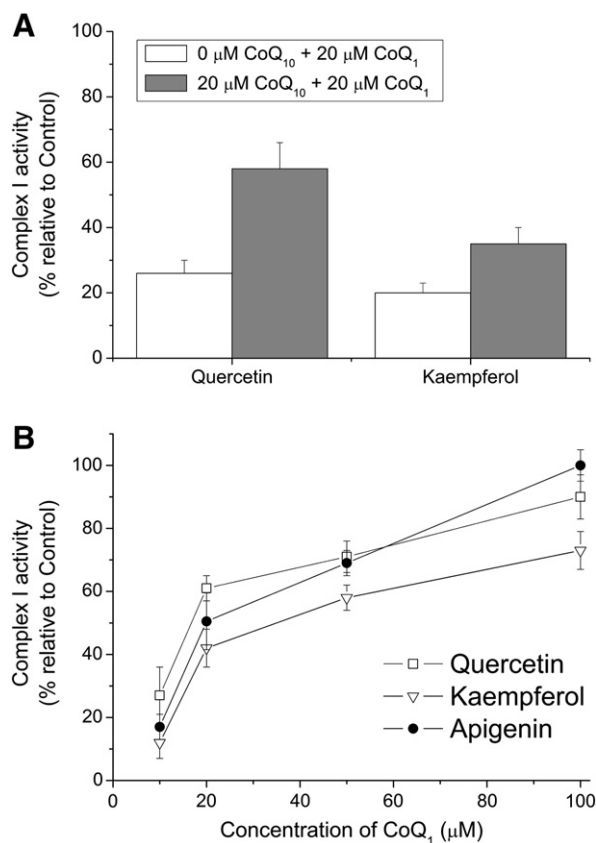 A
100
80
60
40
20
0
Complex I activity
(% relative to Control)
0 μM CoQ10 + 20 μM CoQ1
20 μM CoQ10 + 20 μM CoQ1
Quercetin
Kaempferol
B
100
80
60
40
20
0
Complex I activity
(% relative to Control)
Quercetin
Kaempferol
Apigenin
0
20
40
60
80
100
Concentration of CoQ1 (μM)